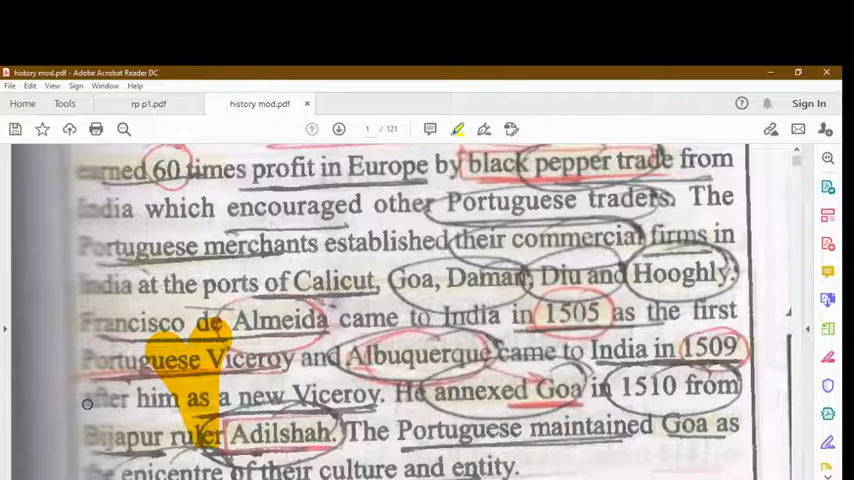 history mod.pdf - Adobe Acrobat Reader DC
File Edit View Sign Window Help
Home Tools rp p1.pdf history mod.pdf × Sign In
1 / 121
earned 60 times profit in Europe by black pepper trade from
India which encouraged other Portuguese traders. The
Portuguese merchants established their commercial firms in
India at the ports of Calicut, Goa, Daman, Diu and Hooghly.
Francisco de Almeida came to India in 1505 as the first
Portuguese Viceroy and Albuquerque came to India in 1509
after him as a new Viceroy. He annexed Goa in 1510 from
Bijapur ruler Adilshah. The Portuguese maintained Goa as
the epicentre of their culture and entity.